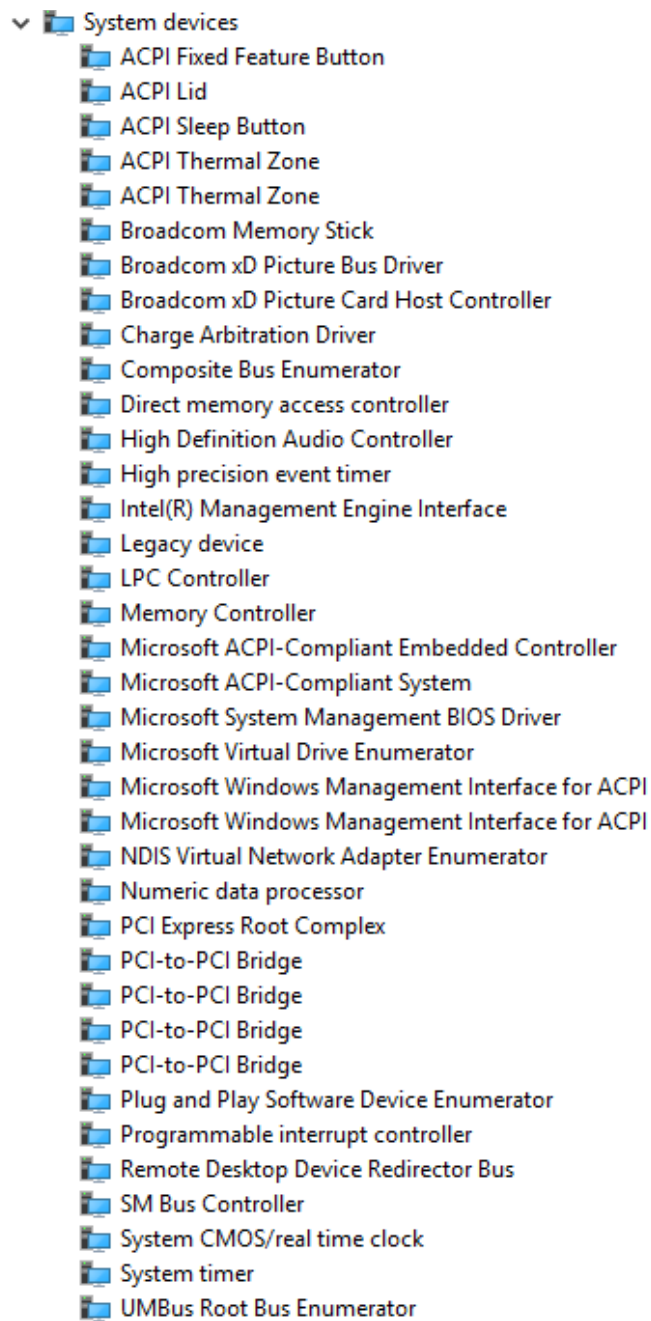 System devices
ACPI Fixed Feature Button
ACPI Lid
ACPI Sleep Button
ACPI Thermal Zone
ACPI Thermal Zone
Broadcom Memory Stick
Broadcom xD Picture Bus Driver
Broadcom xD Picture Card Host Controller
Charge Arbitration Driver
Composite Bus Enumerator
Direct memory access controller
High Definition Audio Controller
High precision event timer
Intel(R) Management Engine Interface
Legacy device
LPC Controller
Memory Controller
Microsoft ACPI-Compliant Embedded Controller
Microsoft ACPI-Compliant System
Microsoft System Management BIOS Driver
Microsoft Virtual Drive Enumerator
Microsoft Windows Management Interface for ACPI
Microsoft Windows Management Interface for ACPI
NDIS Virtual Network Adapter Enumerator
Numeric data processor
PCI Express Root Complex
PCI-to-PCI Bridge
PCI-to-PCI Bridge
PCI-to-PCI Bridge
PCI-to-PCI Bridge
Plug and Play Software Device Enumerator
Programmable interrupt controller
Remote Desktop Device Redirector Bus
SM Bus Controller
System CMOS/real time clock
System timer
UMBus Root Bus Enumerator